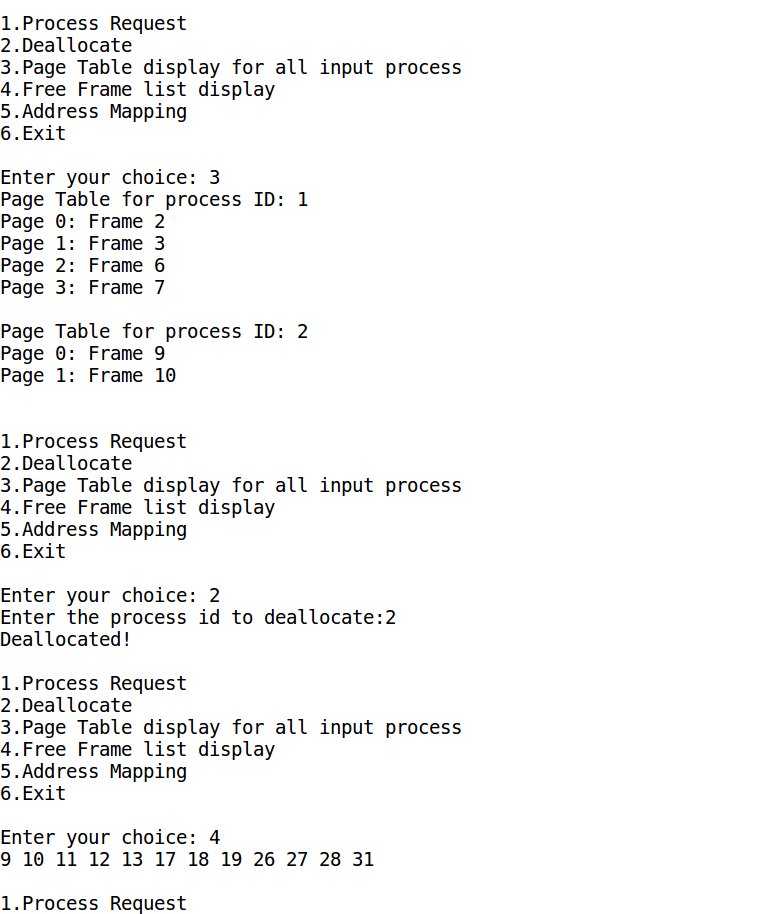 1.Process Request
2.Deallocate
3.Page Table display for all input process
4.Free Frame list display
5.Address Mapping
6.Exit
Enter your choice: 3
Page Table for process ID: 1
Page 0: Frame 2
Page 1: Frame 3
Page 2: Frame 6
Page 3: Frame 7
Page Table for process ID: 2
Page 0: Frame 9
Page 1: Frame 10
1.Process Request
2.Deallocate
3.Page Table display for all input process
4.Free Frame list display
5.Address Mapping
6.Exit
Enter your choice: 2
Enter the process id to deallocate:2
Deallocated!
1.Process Request
2.Deallocate
3.Page Table display for all input process
4.Free Frame list display
5.Address Mapping
6.Exit
Enter your choice: 4
9 10 11 12 13 17 18 19 26 27 28 31
1.Process Request